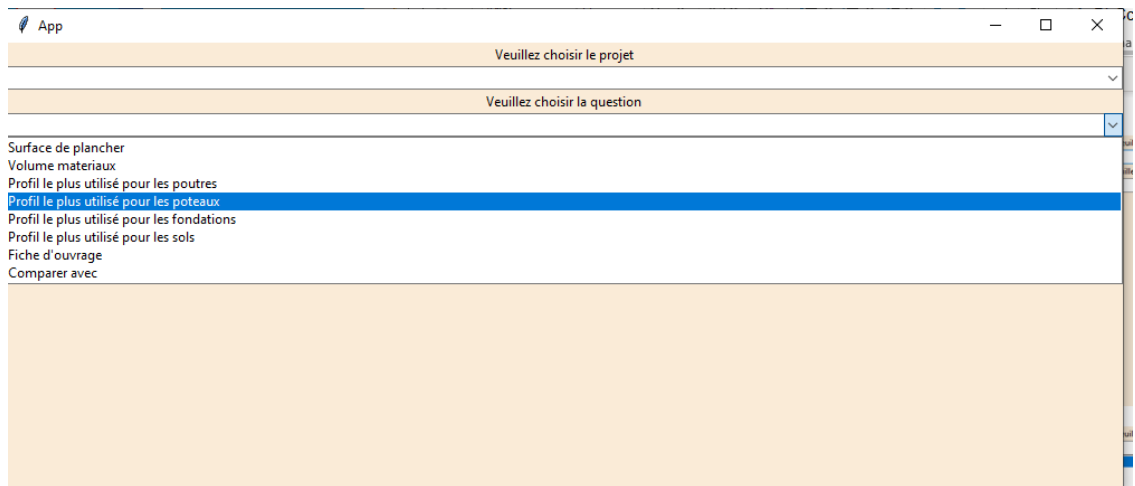 App
Veuillez choisir le projet
Veuillez choisir la question
Surface de plancher
Volume materiaux
Profil le plus utilisé pour les poutres
Profil le plus utilisé pour les poteaux
Profil le plus utilisé pour les fondations
Profil le plus utilisé pour les sols
Fiche d'ouvrage
Comparer avec